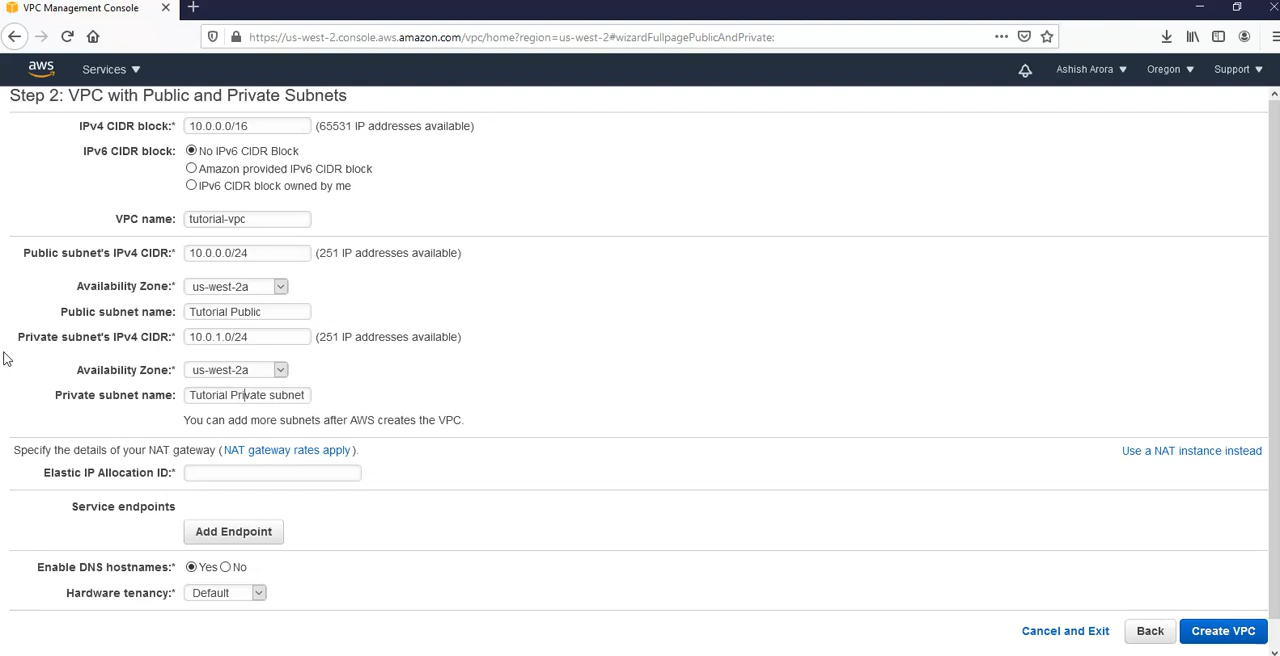 VPC Management Console
https://us-west-2.console.aws.amazon.com/vpc/home?region=us-west-2#wizardFullpagePublicAndPrivate:
aws Services Ashish Arora Oregon Support
Step 2: VPC with Public and Private Subnets
IPv4 CIDR block:* 10.0.0.0/16 (65531 IP addresses available)
IPv6 CIDR block: No IPv6 CIDR Block
Amazon provided IPv6 CIDR block
IPv6 CIDR block owned by me
VPC name: tutorial-vpc
Public subnet's IPv4 CIDR:* 10.0.0.0/24 (251 IP addresses available)
Availability Zone:* us-west-2a
Public subnet name: Tutorial Public
Private subnet's IPv4 CIDR:* 10.0.1.0/24 (251 IP addresses available)
Availability Zone:* us-west-2a
Private subnet name: Tutorial Private subnet
You can add more subnets after AWS creates the VPC.
Specify the details of your NAT gateway (NAT gateway rates apply). Use a NAT instance instead
Elastic IP Allocation ID:*
Service endpoints
Add Endpoint
Enable DNS hostnames:* Yes No
Hardware tenancy:* Default
Cancel and Exit Back Create VPC